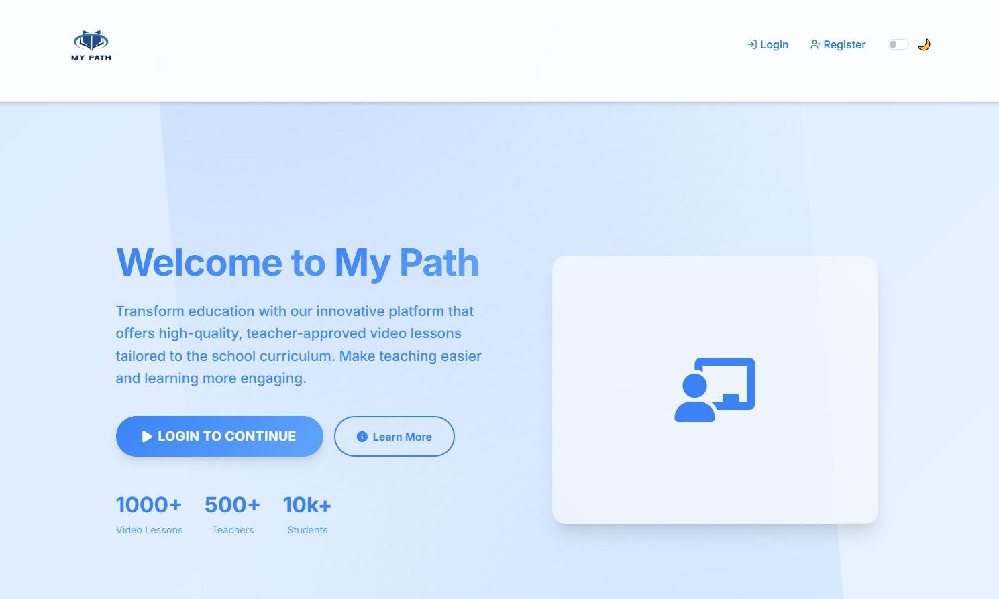 MY PATH
Login
Register
Welcome to My Path
Transform education with our innovative platform that
offers high-quality, teacher-approved video lessons
tailored to the school curriculum. Make teaching easier
and learning more engaging.
LOGIN TO CONTINUE
Learn More
1000+
Video Lessons
500+
Teachers
10k+
Students